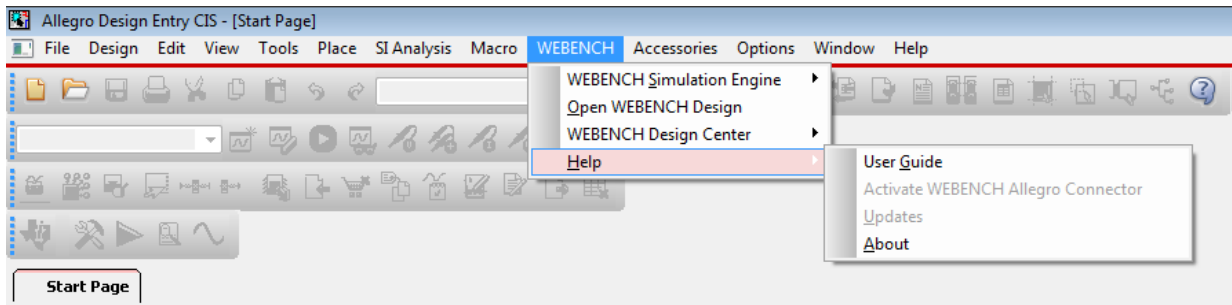 Allegro Design Entry CIS - [Start Page]
File Design Edit View Tools Place SI Analysis Macro WEBENCH Accessories Options Window Help
WEBENCH Simulation Engine
Open WEBENCH Design
WEBENCH Design Center
Help
User Guide
Activate WEBENCH Allegro Connector
Updates
About
Start Page